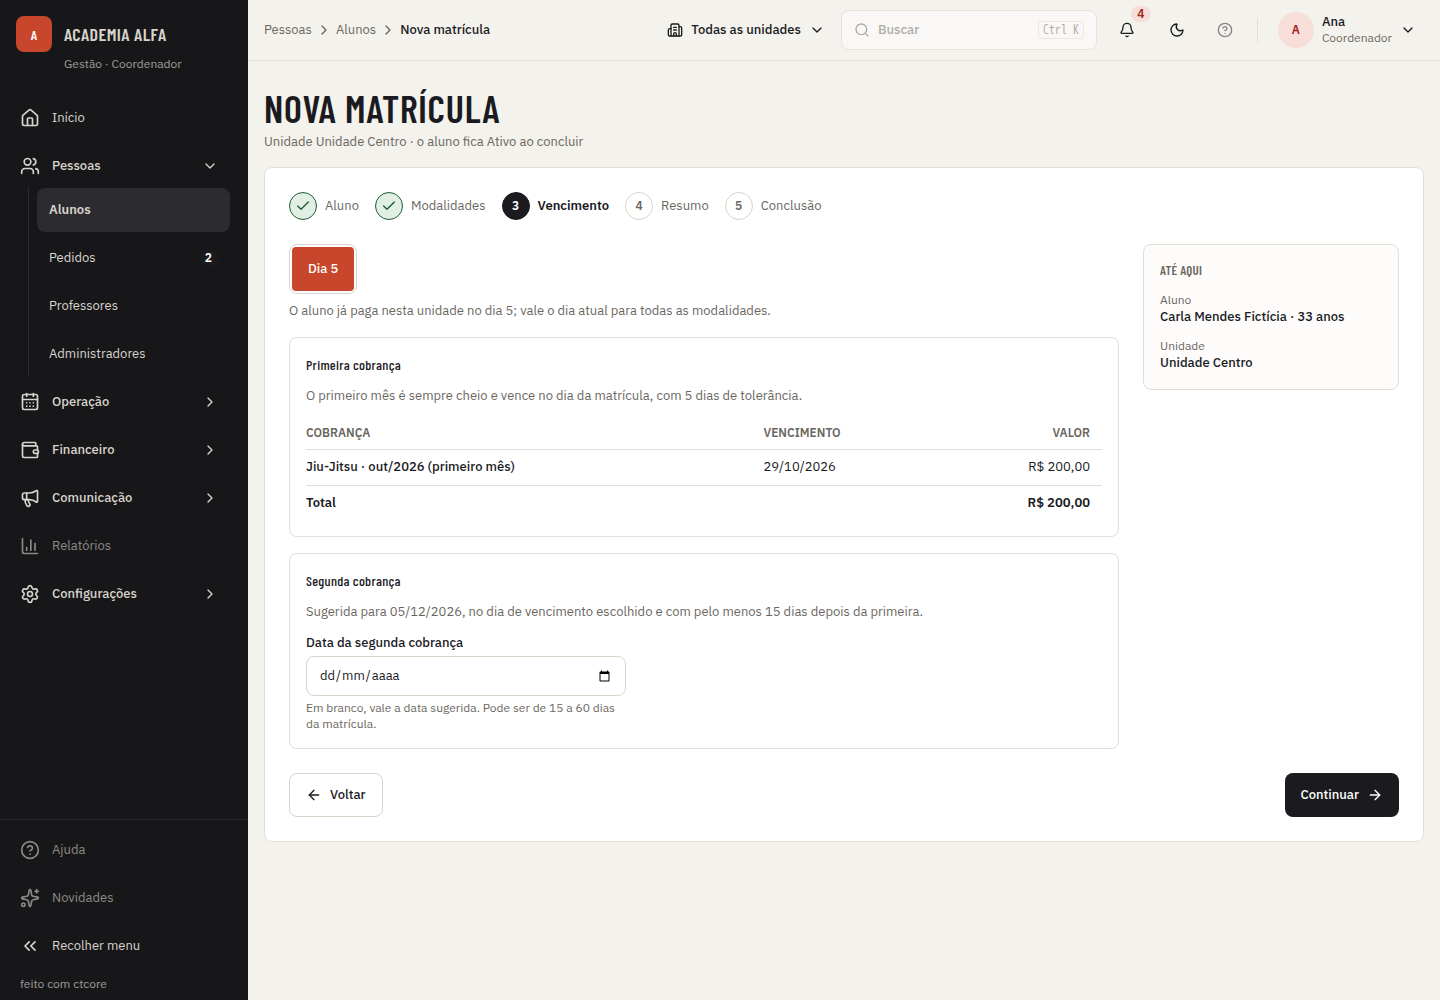 A
ACADEMIA ALFA
Gestão · Coordenador
Início
Pessoas
Alunos
Pedidos 2
Professores
Administradores
Operação
Financeiro
Comunicação
Relatórios
Configurações
Ajuda
Novidades
Recolher menu
feito com ctcore
Pessoas > Alunos > Nova matrícula
Todas as unidades
Buscar Ctrl K
4
A
Ana
Coordenador
NOVA MATRÍCULA
Unidade Unidade Centro · o aluno fica Ativo ao concluir
Aluno Modalidades 3 Vencimento 4 Resumo 5 Conclusão
Dia 5
O aluno já paga nesta unidade no dia 5; vale o dia atual para todas as modalidades.
Primeira cobrança
O primeiro mês é sempre cheio e vence no dia da matrícula, com 5 dias de tolerância.
COBRANÇA VENCIMENTO VALOR
Jiu-Jitsu · out/2026 (primeiro mês) 29/10/2026 R$ 200,00
Total R$ 200,00
Segunda cobrança
Sugerida para 05/12/2026, no dia de vencimento escolhido e com pelo menos 15 dias depois da primeira.
Data da segunda cobrança
dd/mm/aaaa
Em branco, vale a data sugerida. Pode ser de 15 a 60 dias
da matrícula.
Voltar
Continuar
ATÉ AQUI
Aluno
Carla Mendes Fictícia · 33 anos
Unidade
Unidade Centro